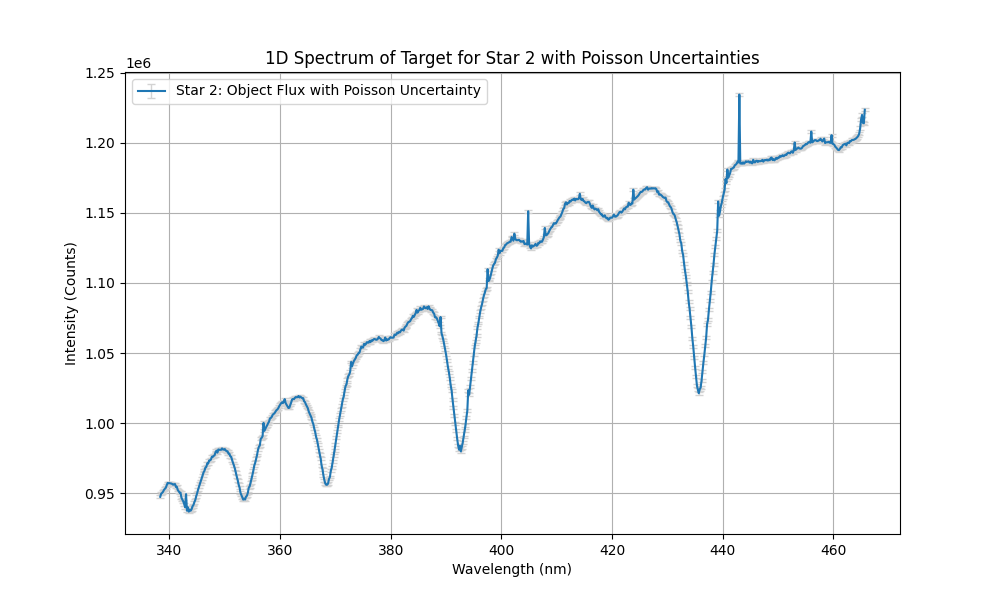 1D Spectrum of Target for Star 2 with Poisson Uncertainties
1e6
Star 2: Object Flux with Poisson Uncertainty
1.25
1.20
1.15
1.10
1.05
1.00
0.95
Intensity (Counts)
340 360 380 400 420 440 460
Wavelength (nm)